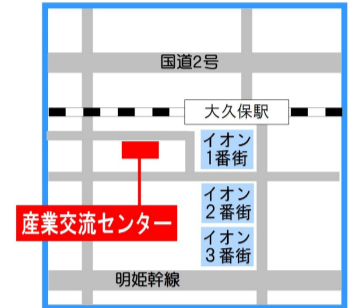 国道2号
大久保駅
イオン
1番街
産業交流センター
イオン
2番街
イオン
3番街
明姫幹線